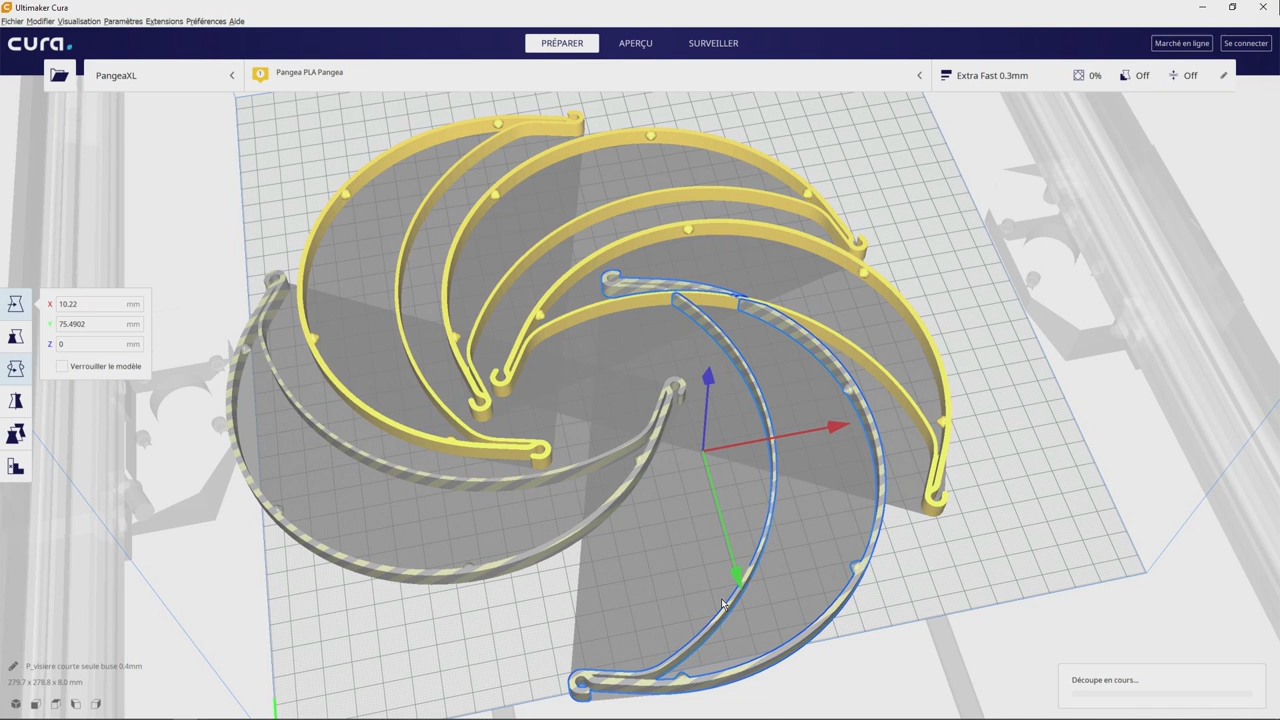 Ultimaker Cura
Fichier Modifier Visualisation Paramètres Extensions Préférences Aide
cura.
PRÉPARER
APERÇU
SURVEILLER
Marché en ligne
Se connecter
PangeaXL
1
Pangea PLA Pangea
Extra Fast 0.3mm
0%
Off
Off
X 10.22 mm
Y 75.4902 mm
Z 0 mm
Verrouiller le modèle
P_visiere courte seule buse 0.4mm
279.7 x 278.8 x 8.0 mm
Découpe en cours...